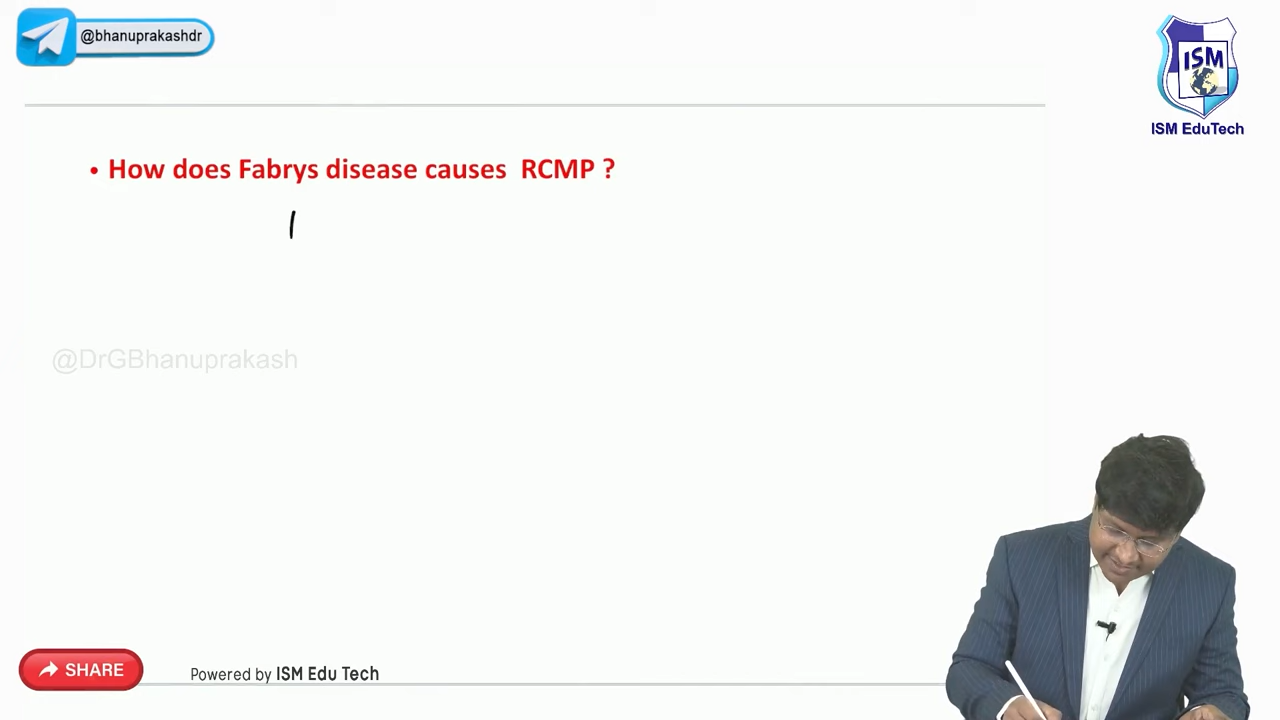 @bhanuprakashdr
ISM
ISM EduTech
• How does Fabrys disease causes RCMP ?
@DrGBhanuprakash
SHARE
Powered by ISM Edu Tech